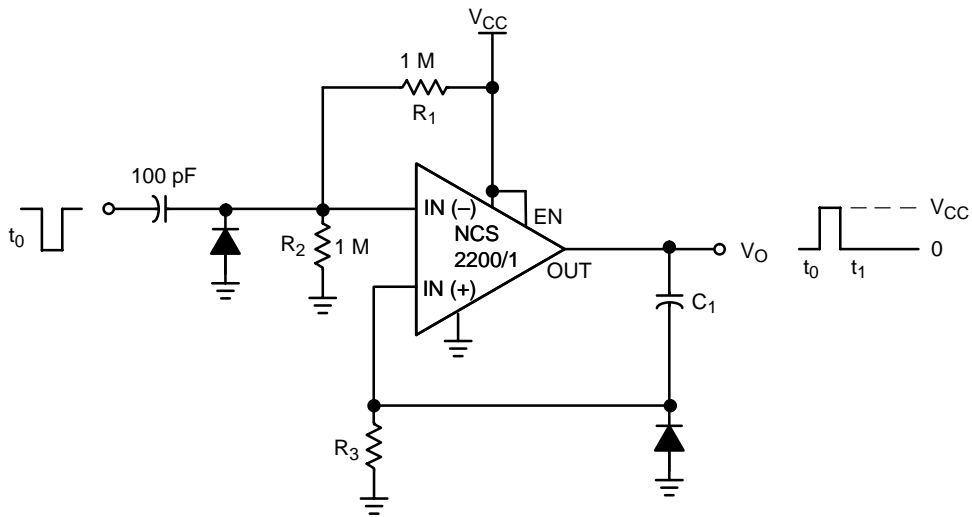 V_CC
1 M
R_1
100 pF
t_0
R_2
1 M
IN (–)
NCS
2200/1
EN
IN (+)
OUT
V_O
C_1
R_3
V_CC
0
t_0
t_1